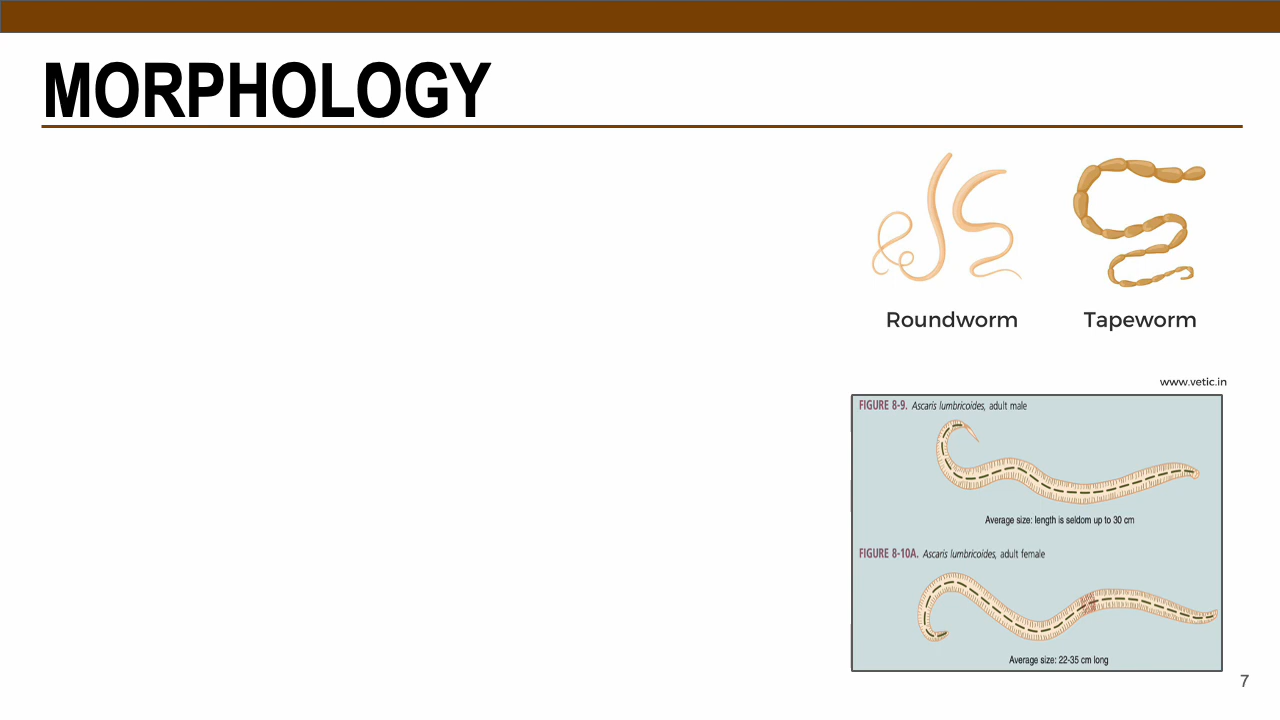 MORPHOLOGY
Roundworm
Tapeworm
www.vetic.in
FIGURE 8-9. Ascaris lumbricoides, adult male
Average size: length is seldom up to 30 cm
FIGURE 8-10A. Ascaris lumbricoides, adult female
Average size: 22-35 cm long
7